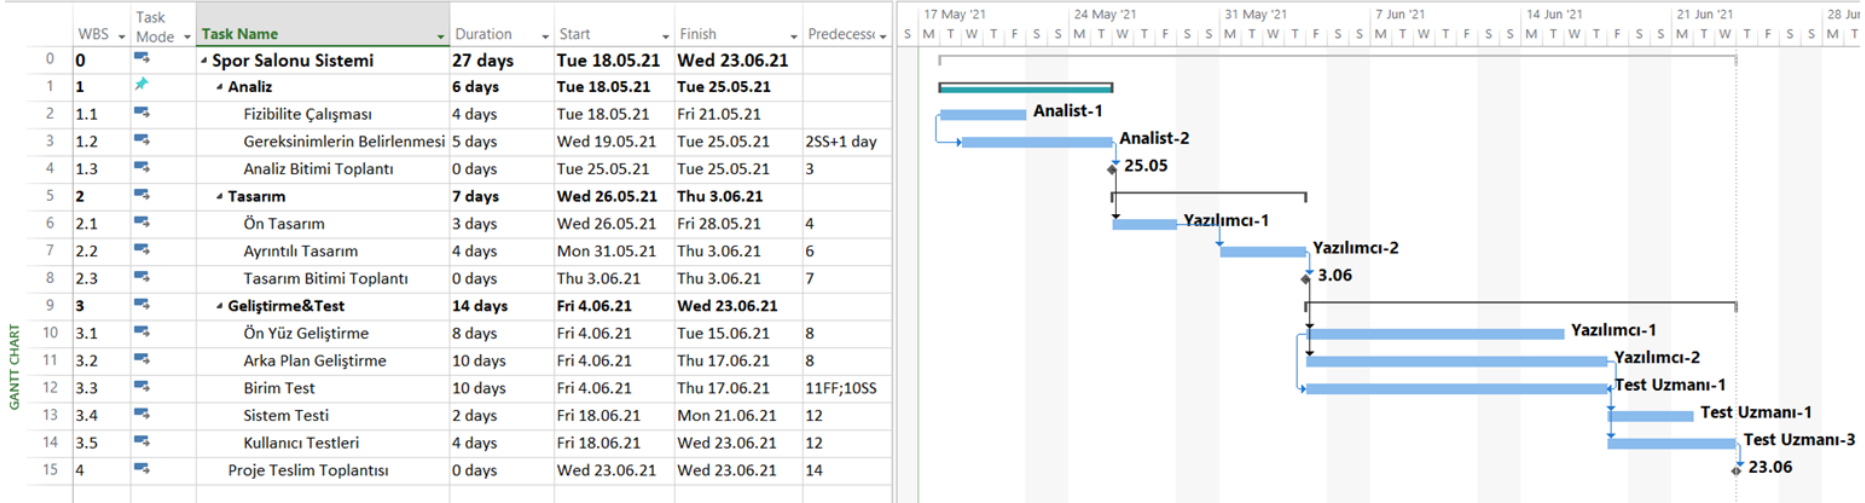 WBS Task Mode Task Name Duration Start Finish Predecess
17 May '21 24 May '21 31 May '21 7 Jun '21 14 Jun '21 21 Jun '21 28 Jun
S M T W T F S S M T W T F S S M T W T F S S M T W T F S S M T W T F S S M T W T F S S M T
0 0 Spor Salonu Sistemi 27 days Tue 18.05.21 Wed 23.06.21
1 1 Analiz 6 days Tue 18.05.21 Tue 25.05.21
2 1.1 Fizibilite Çalışması 4 days Tue 18.05.21 Fri 21.05.21 Analist-1
3 1.2 Gereksinimlerin Belirlenmesi 5 days Wed 19.05.21 Tue 25.05.21 2SS+1 day Analist-2
4 1.3 Analiz Bitimi Toplantı 0 days Tue 25.05.21 Tue 25.05.21 3 25.05
5 2 Tasarım 7 days Wed 26.05.21 Thu 3.06.21
6 2.1 Ön Tasarım 3 days Wed 26.05.21 Fri 28.05.21 4 Yazılımcı-1
7 2.2 Ayrıntılı Tasarım 4 days Mon 31.05.21 Thu 3.06.21 6 Yazılımcı-2
8 2.3 Tasarım Bitimi Toplantı 0 days Thu 3.06.21 Thu 3.06.21 7 3.06
9 3 Geliştirme&Test 14 days Fri 4.06.21 Wed 23.06.21
10 3.1 Ön Yüz Geliştirme 8 days Fri 4.06.21 Tue 15.06.21 8 Yazılımcı-1
11 3.2 Arka Plan Geliştirme 10 days Fri 4.06.21 Thu 17.06.21 8 Yazılımcı-2
12 3.3 Birim Test 10 days Fri 4.06.21 Thu 17.06.21 11FF;10SS Test Uzmanı-1
13 3.4 Sistem Testi 2 days Fri 18.06.21 Mon 21.06.21 12 Test Uzmanı-1
14 3.5 Kullanıcı Testleri 4 days Fri 18.06.21 Wed 23.06.21 12 Test Uzmanı-3
15 4 Proje Teslim Toplantısı 0 days Wed 23.06.21 Wed 23.06.21 14 23.06
GANTT CHART